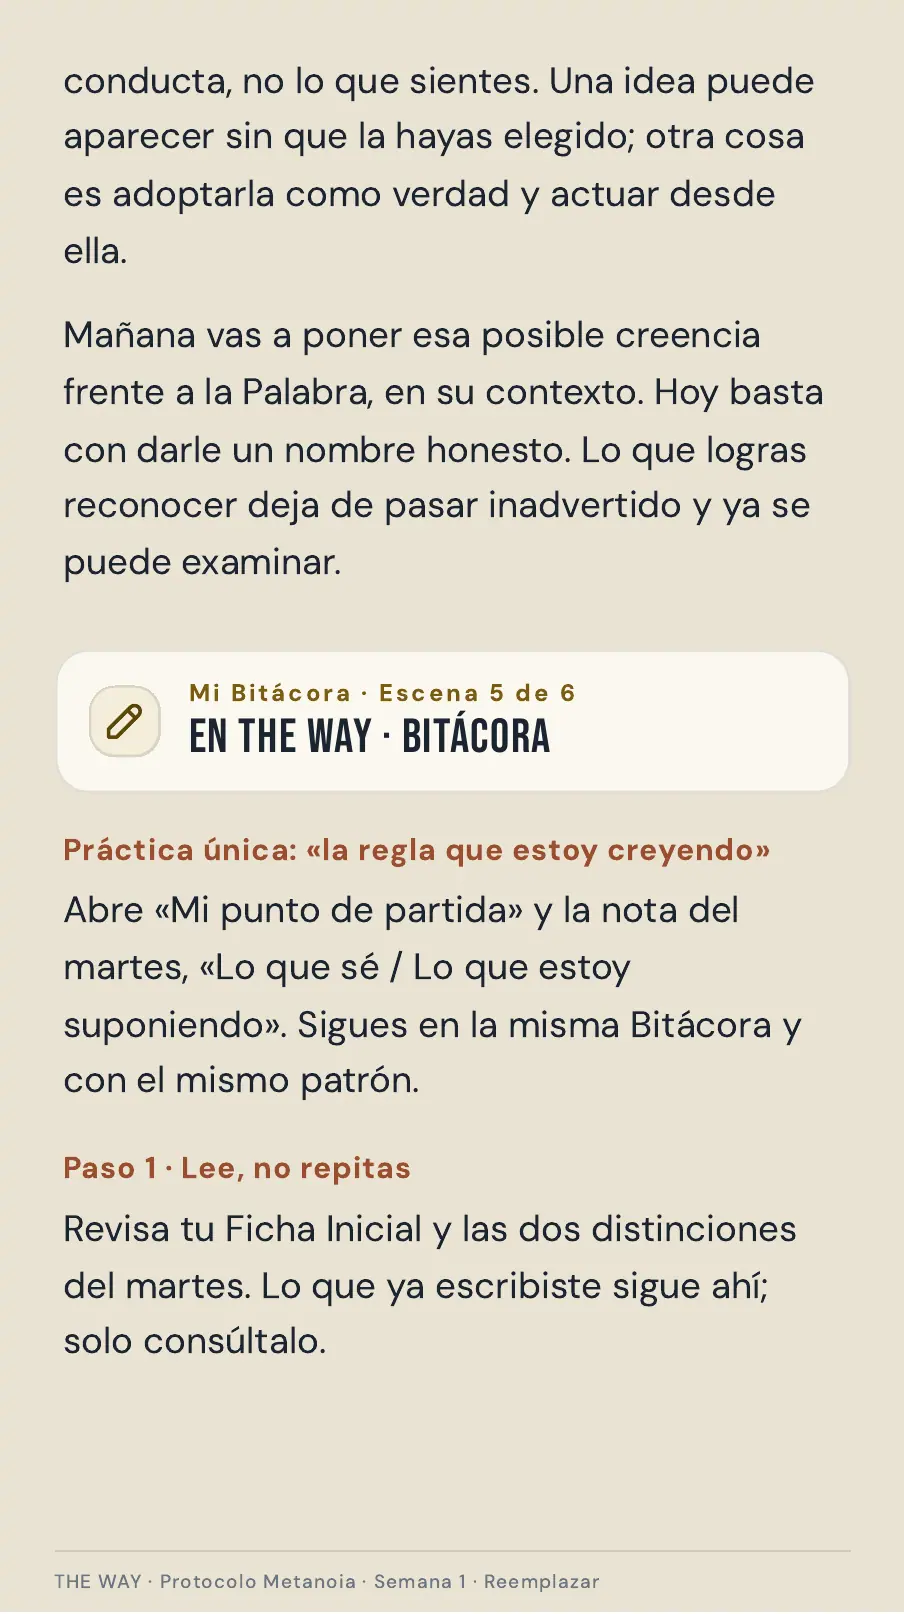 conducta, no lo que sientes. Una idea puede
aparecer sin que la hayas elegido; otra cosa
es adoptarla como verdad y actuar desde
ella.
Mañana vas a poner esa posible creencia
frente a la Palabra, en su contexto. Hoy basta
con darle un nombre honesto. Lo que logras
reconocer deja de pasar inadvertido y ya se
puede examinar.
Mi Bitácora · Escena 5 de 6
EN THE WAY · BITÁCORA
Práctica única: «la regla que estoy creyendo»
Abre «Mi punto de partida» y la nota del
martes, «Lo que sé / Lo que estoy
suponiendo». Sigues en la misma Bitácora y
con el mismo patrón.
Paso 1 · Lee, no repitas
Revisa tu Ficha Inicial y las dos distinciones
del martes. Lo que ya escribiste sigue ahí;
solo consúltalo.
THE WAY · Protocolo Metanoia · Semana 1 · Reemplazar